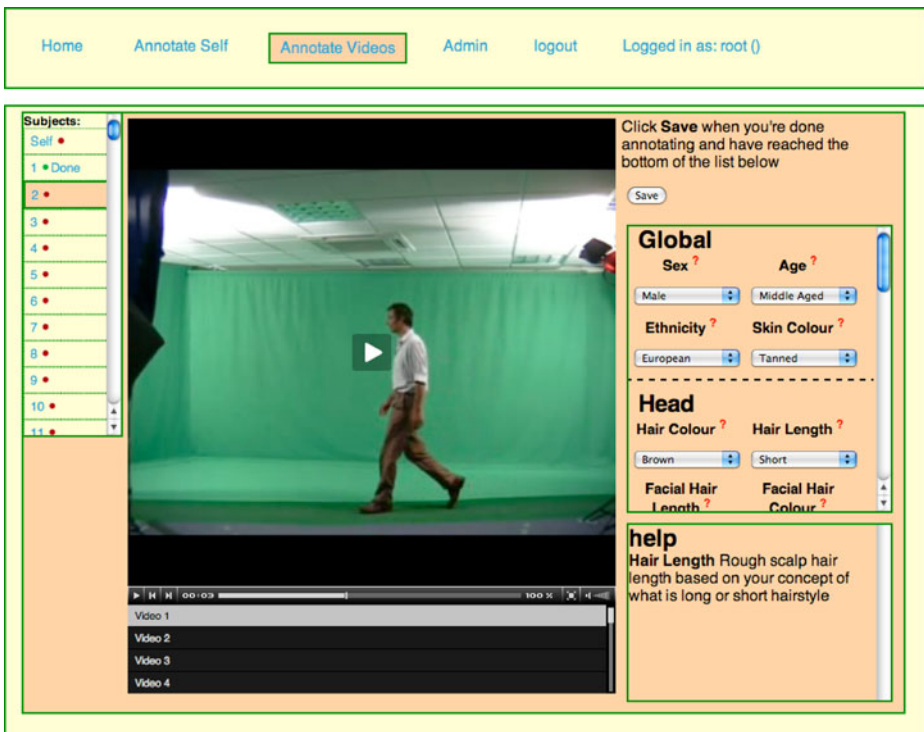 Home Annotate Self Annotate Videos Admin logout Logged in as: root ()
Subjects:
Self
1 Done
2
3
4
5
6
7
8
9
10
11
00:03 100 %
Video 1
Video 2
Video 3
Video 4
Click Save when you're done
annotating and have reached the
bottom of the list below
Save
Global
Sex ? Age ?
Male Middle Aged
Ethnicity ? Skin Colour ?
European Tanned
Head
Hair Colour ? Hair Length ?
Brown Short
Facial Hair Facial Hair
Length ? Colour ?
help
Hair Length Rough scalp hair
length based on your concept of
what is long or short hairstyle